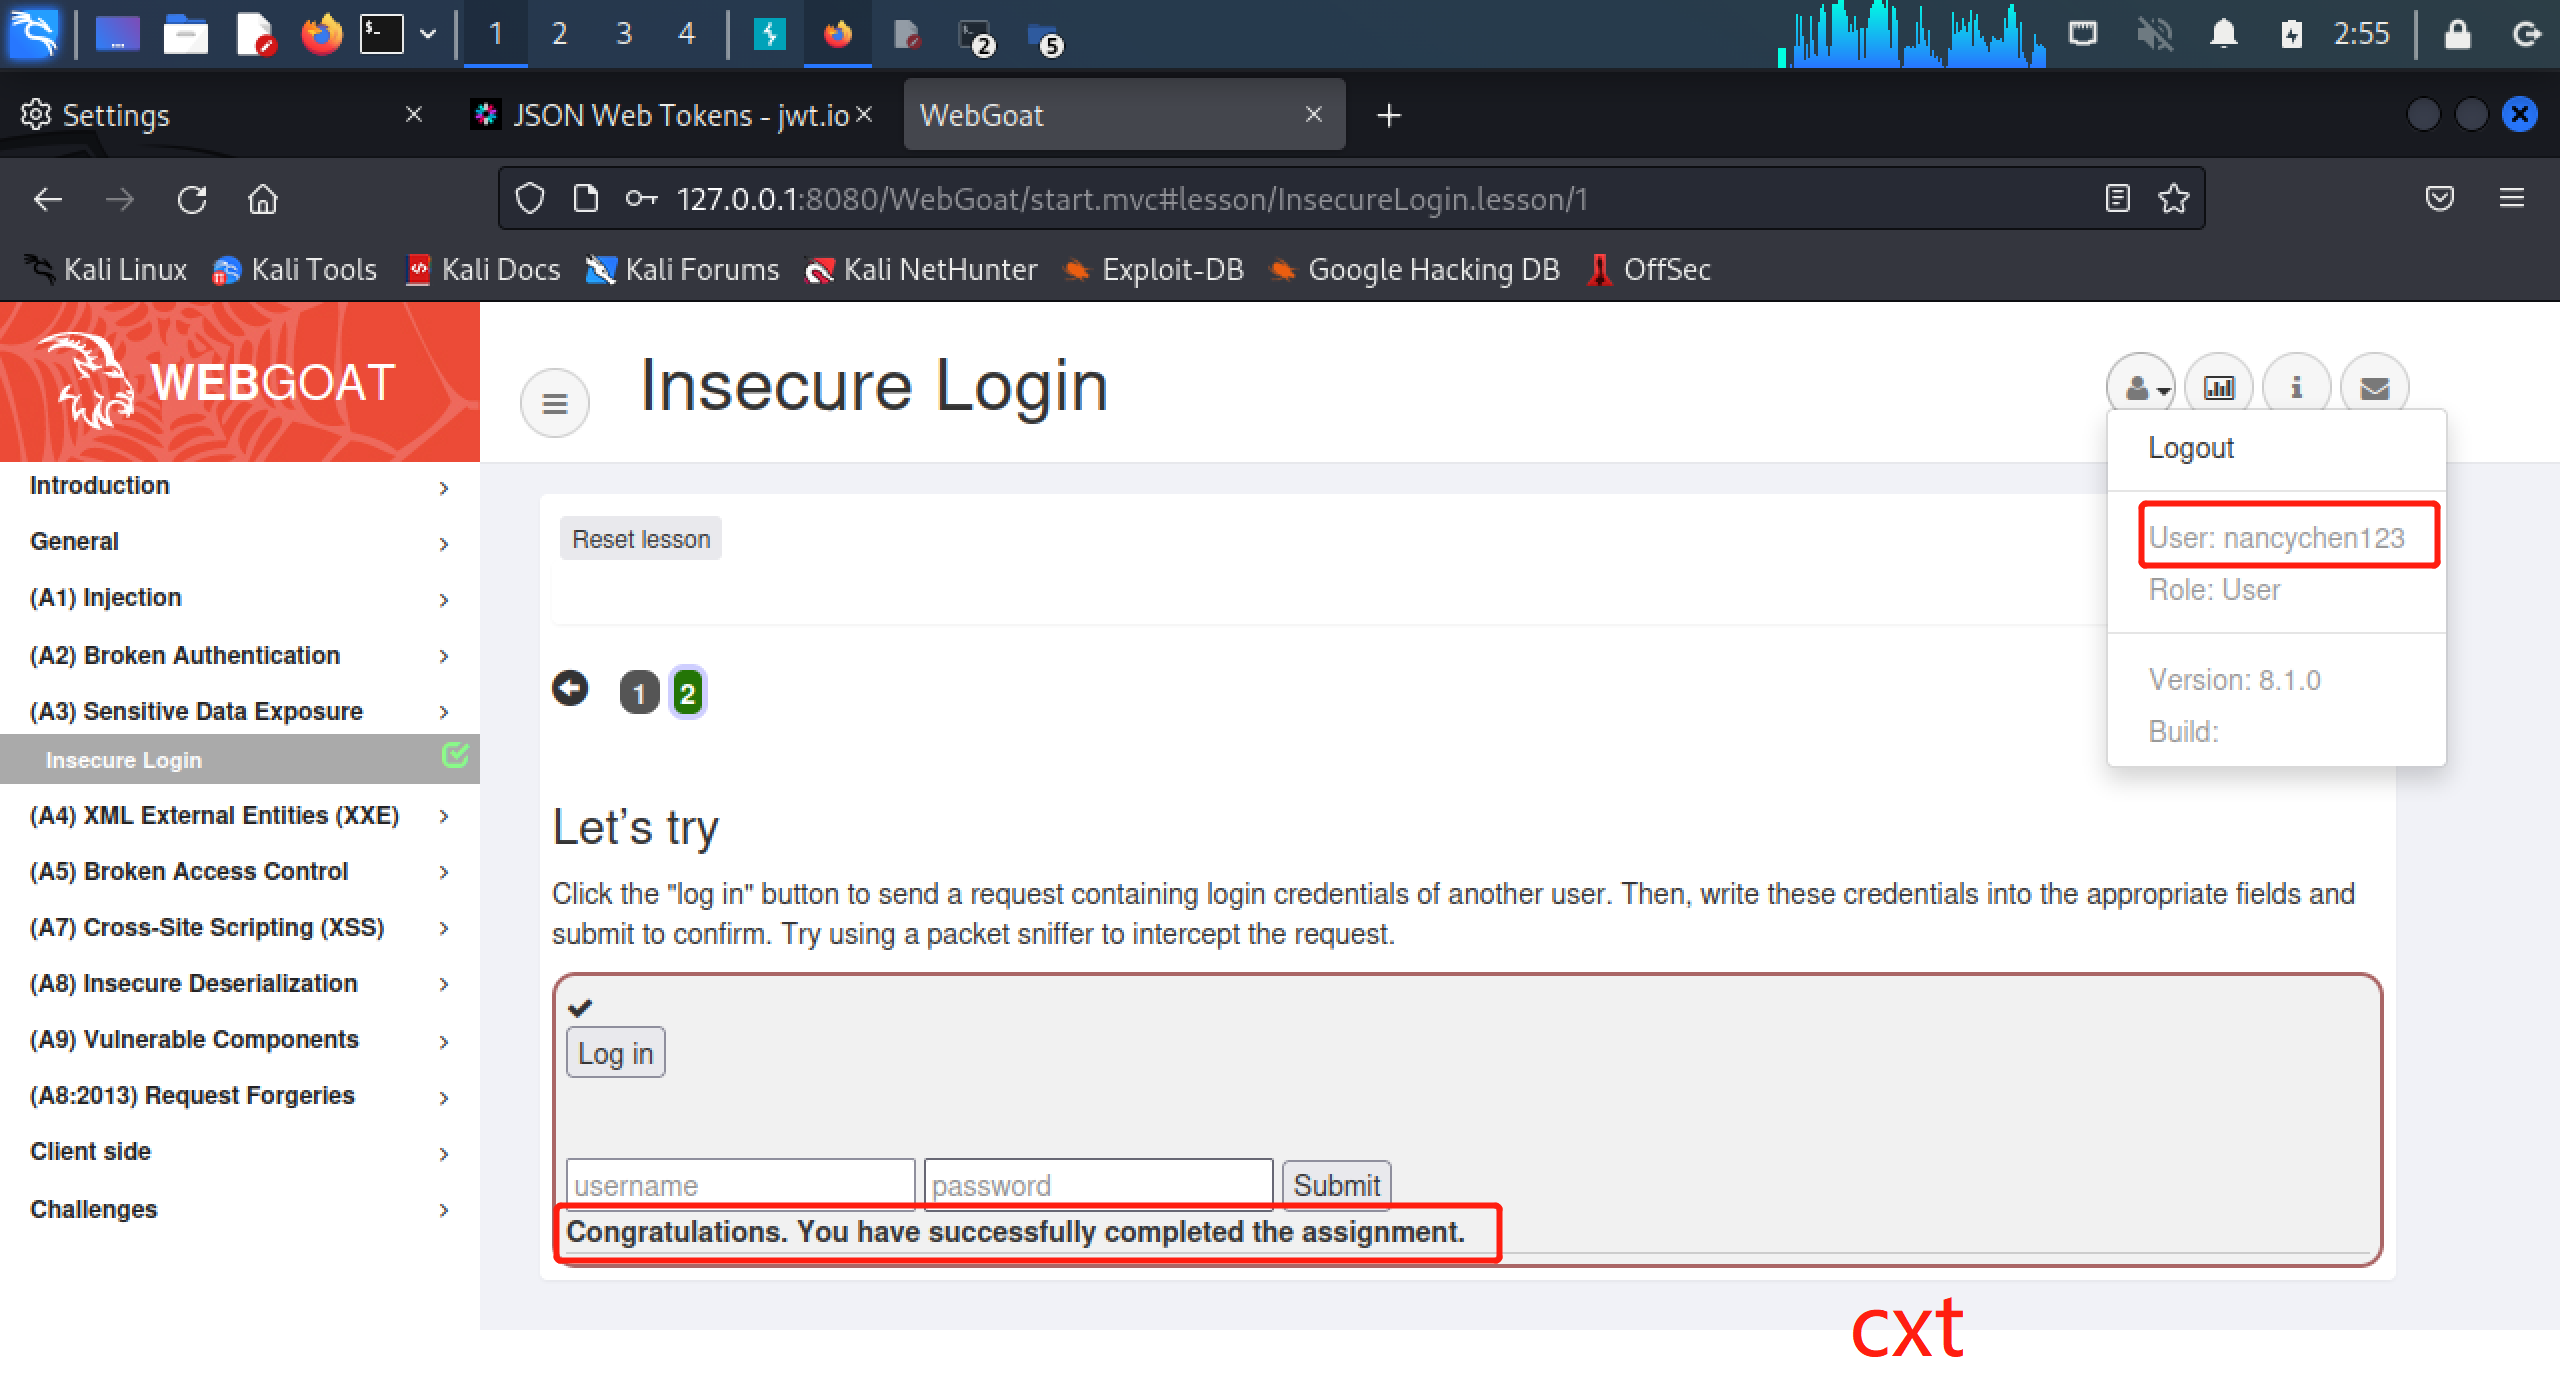 1 2 3 4 2 5 2:55
Settings JSON Web Tokens - jwt.io WebGoat
127.0.0.1:8080/WebGoat/start.mvc#lesson/InsecureLogin.lesson/1
Kali Linux Kali Tools Kali Docs Kali Forums Kali NetHunter Exploit-DB Google Hacking DB OffSec
WEBGOAT
Introduction
General
(A1) Injection
(A2) Broken Authentication
(A3) Sensitive Data Exposure
Insecure Login
(A4) XML External Entities (XXE)
(A5) Broken Access Control
(A7) Cross-Site Scripting (XSS)
(A8) Insecure Deserialization
(A9) Vulnerable Components
(A8:2013) Request Forgeries
Client side
Challenges
Insecure Login
Logout
User: nancychen123
Role: User
Version: 8.1.0
Build:
Reset lesson
1 2
Let’s try
Click the "log in" button to send a request containing login credentials of another user. Then, write these credentials into the appropriate fields and
submit to confirm. Try using a packet sniffer to intercept the request.
Log in
username password Submit
Congratulations. You have successfully completed the assignment.
cxt